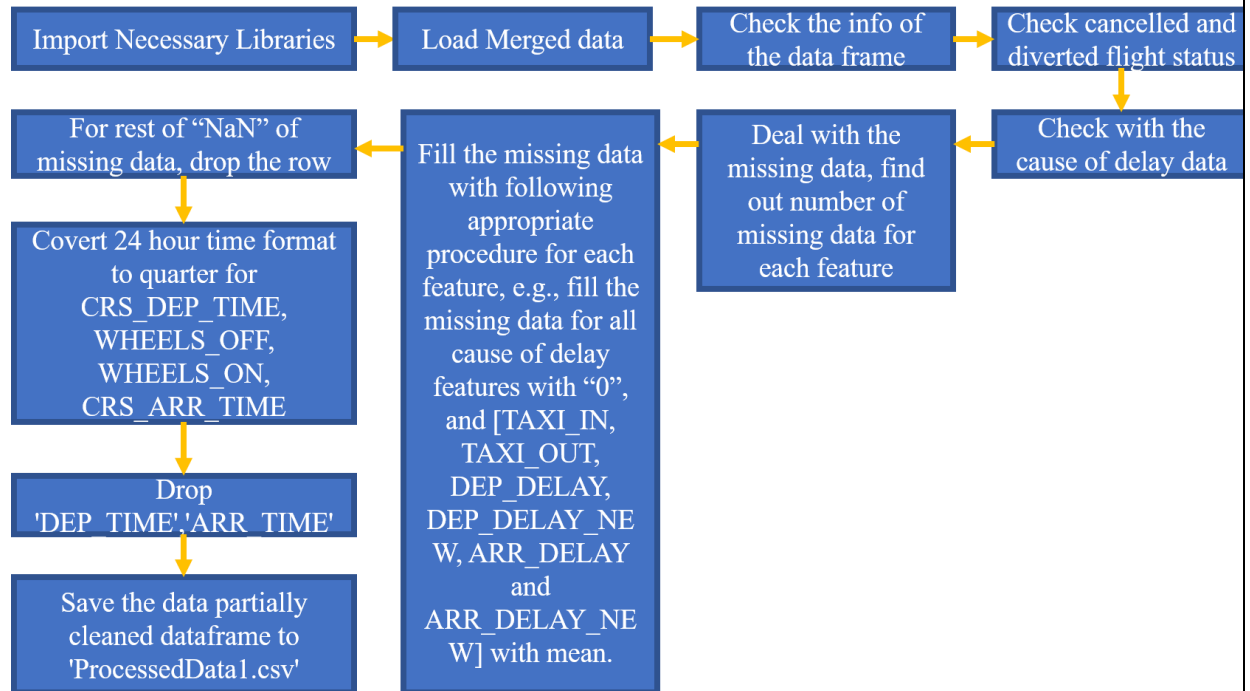 Import Necessary Libraries
Load Merged data
Check the info of
the data frame
Check cancelled and
diverted flight status
Check with the
cause of delay data
Deal with the
missing data, find
out number of
missing data for
each feature
Fill the missing data
with following
appropriate
procedure for each
feature, e.g., fill the
missing data for all
cause of delay
features with “0”,
and [TAXI_IN,
TAXI_OUT,
DEP_DELAY,
DEP_DELAY_NE
W, ARR_DELAY
and
ARR_DELAY_NE
W] with mean.
For rest of “NaN” of
missing data, drop the row
Covert 24 hour time format
to quarter for
CRS_DEP_TIME,
WHEELS_OFF,
WHEELS_ON,
CRS_ARR_TIME
Drop
'DEP_TIME','ARR_TIME'
Save the data partially
cleaned dataframe to
'ProcessedData1.csv'